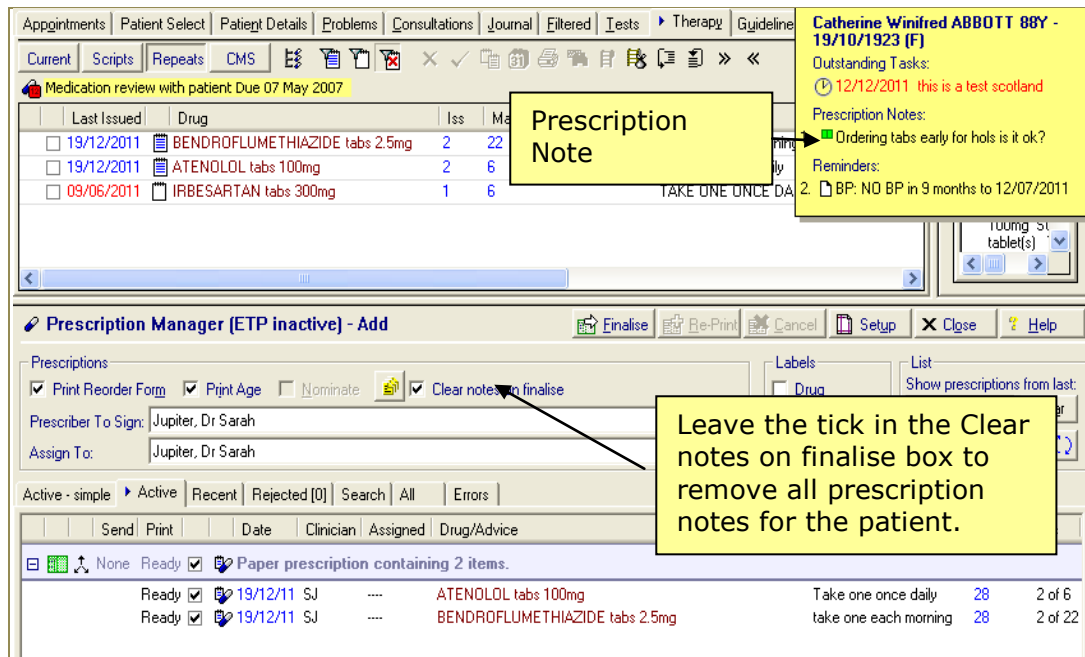 Appointments Patient Select Patient Details Problems Consultations Journal Filtered Tests Therapy Guideline
Current Scripts Repeats CMS
Medication review with patient Due 07 May 2007
Last Issued Drug Iss Ma
19/12/2011 BENDROFLUMETHIAZIDE tabs 2.5mg 2 22
19/12/2011 ATENOLOL tabs 100mg 2 6
09/06/2011 IRBESARTAN tabs 300mg 1 6 TAKE ONE ONCE DA
Prescription
Note
Catherine Winifred ABBOTT 88Y -
19/10/1923 (F)
Outstanding Tasks:
12/12/2011 this is a test scotland
Prescription Notes:
Ordering tabs early for hols is it ok?
Reminders:
2. BP: NO BP in 9 months to 12/07/2011
tablet(s)
Prescription Manager (ETP inactive) - Add
Finalise Re-Print Cancel Setup Close Help
Prescriptions Labels List
Print Reorder Form Print Age Nominate Clear notes on finalise Drug Show prescriptions from last:
Prescriber To Sign: Jupiter, Dr Sarah
Assign To: Jupiter, Dr Sarah
Leave the tick in the Clear
notes on finalise box to
remove all prescription
notes for the patient.
Active - simple Active Recent Rejected [0] Search All Errors
Send Print Date Clinician Assigned Drug/Advice
None Ready Paper prescription containing 2 items.
Ready 19/12/11 SJ ---- ATENOLOL tabs 100mg Take one once daily 28 2 of 6
Ready 19/12/11 SJ ---- BENDROFLUMETHIAZIDE tabs 2.5mg take one each morning 28 2 of 22